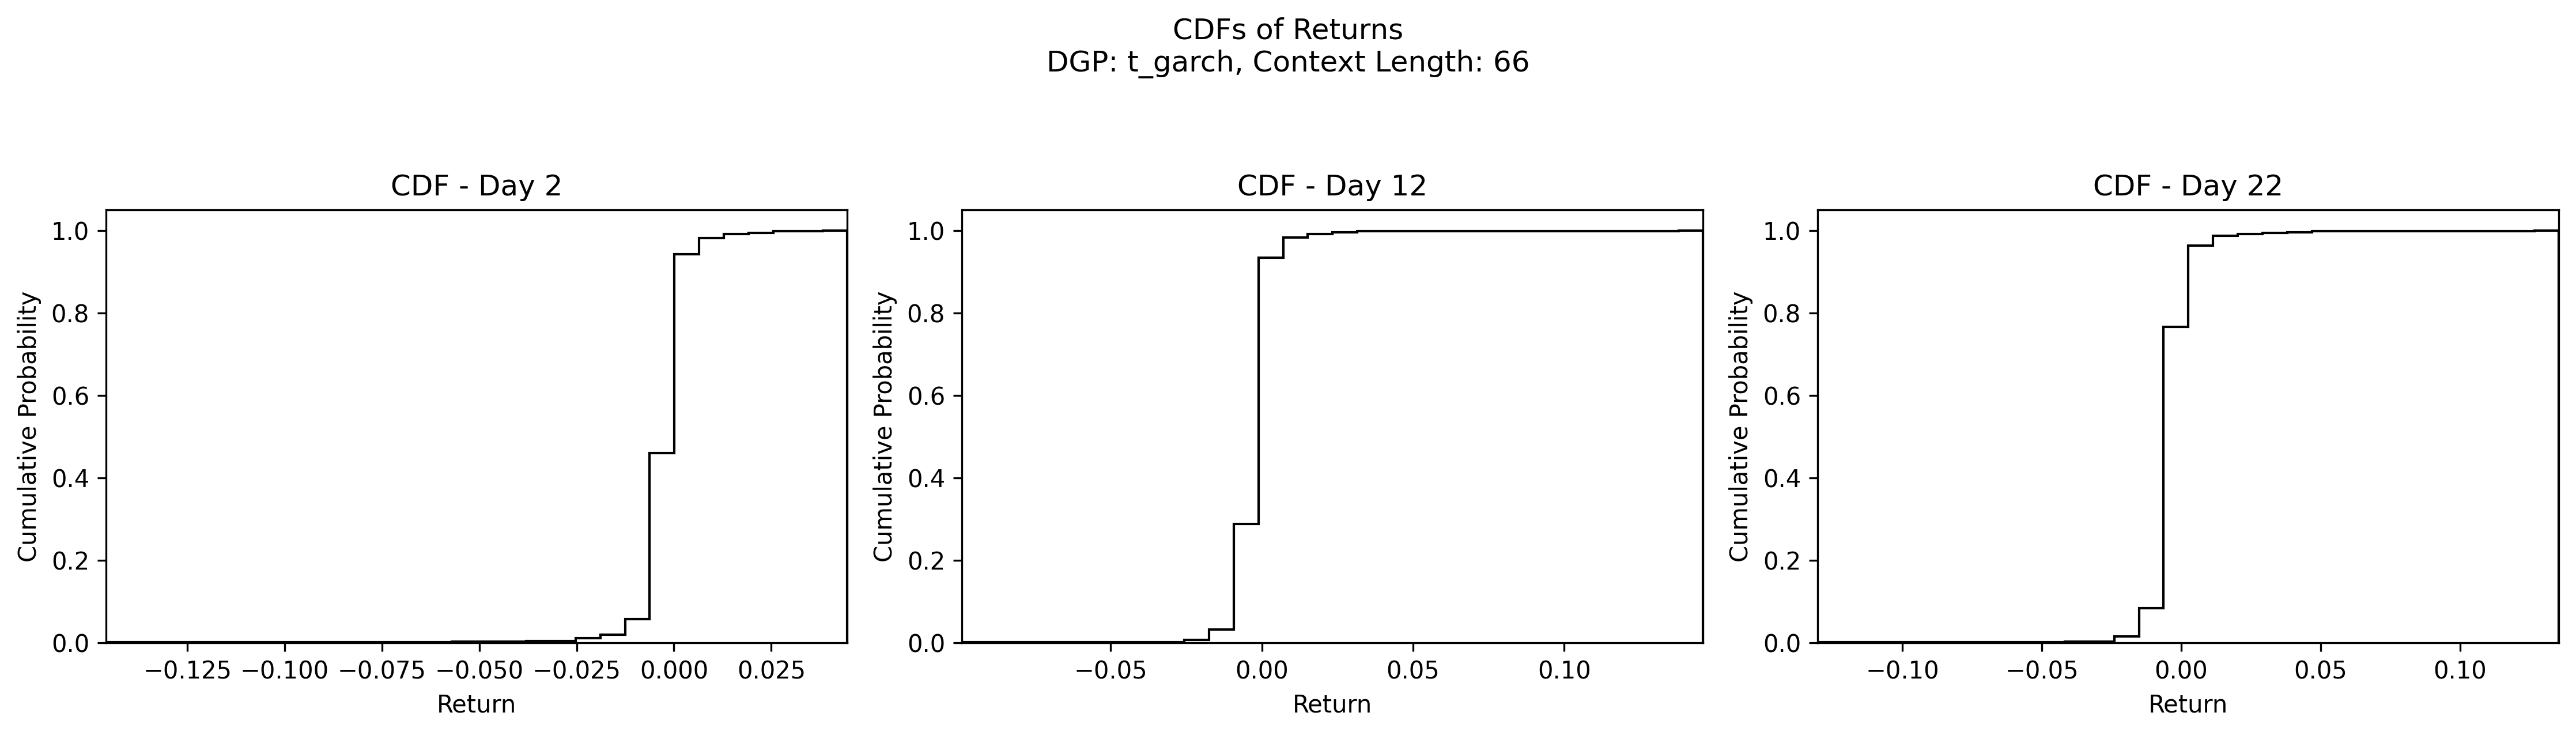 CDFs of Returns
DGP: t_garch, Context Length: 66
CDF - Day 2
Cumulative Probability
1.0
0.8
0.6
0.4
0.2
0.0
−0.125 −0.100 −0.075 −0.050 −0.025 0.000 0.025
Return
CDF - Day 12
Cumulative Probability
1.0
0.8
0.6
0.4
0.2
0.0
−0.05 0.00 0.05 0.10
Return
CDF - Day 22
Cumulative Probability
1.0
0.8
0.6
0.4
0.2
0.0
−0.10 −0.05 0.00 0.05 0.10
Return